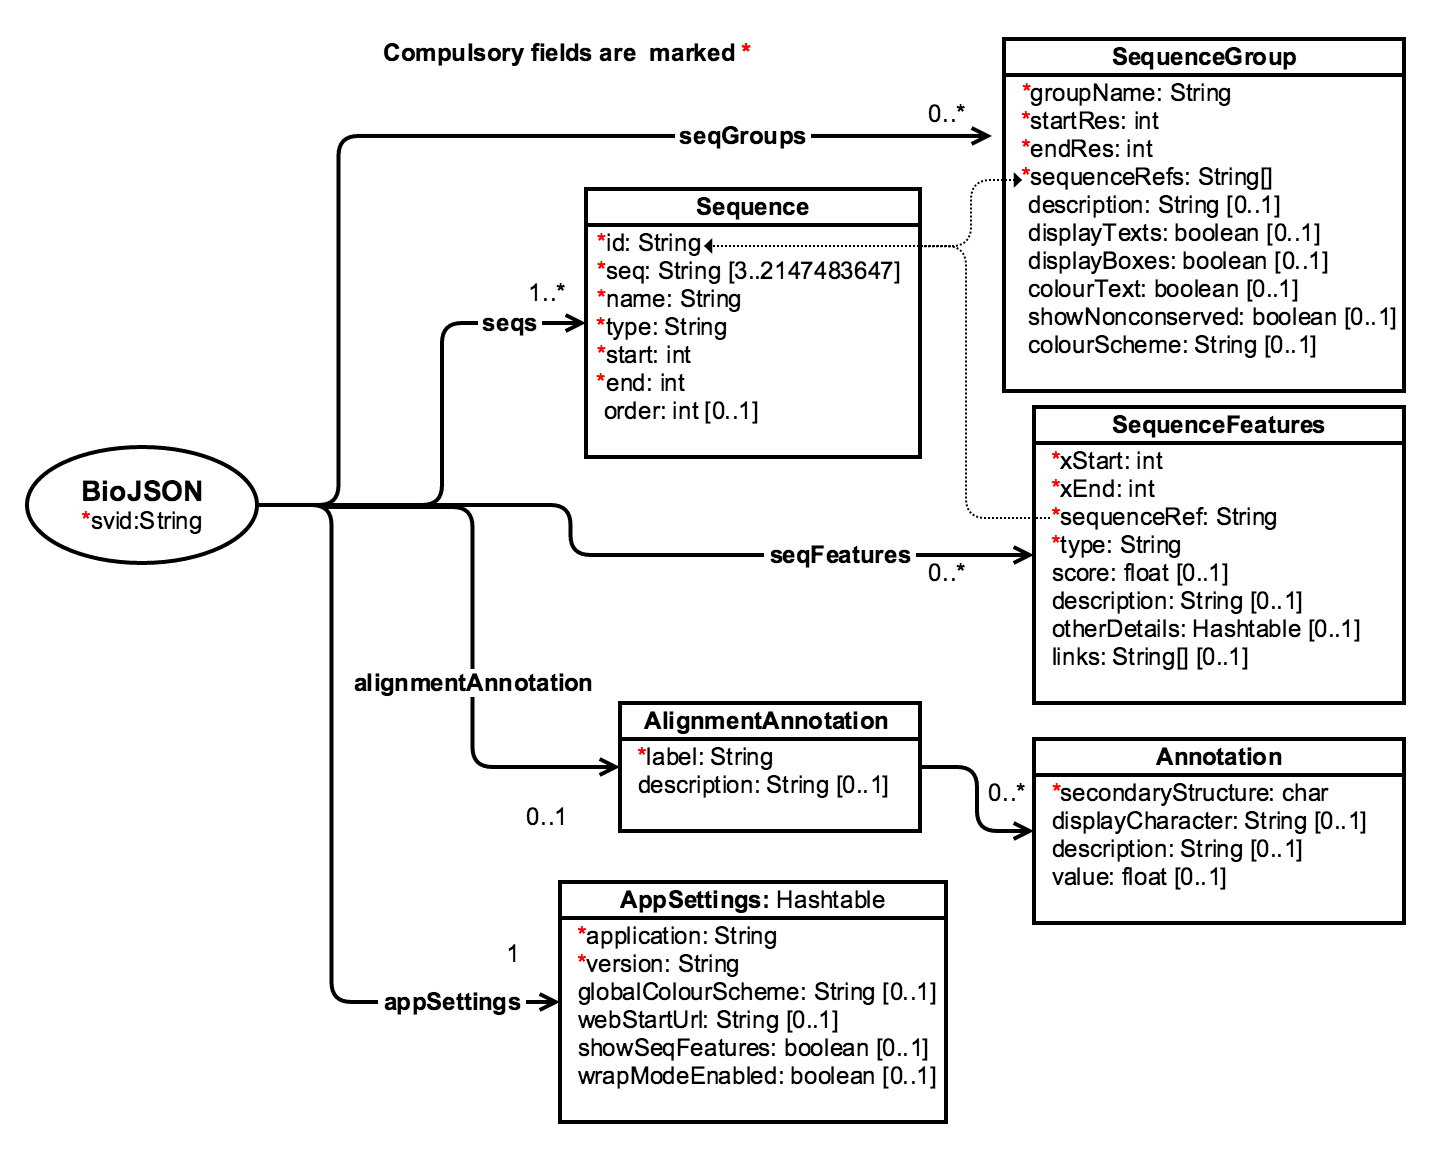 Compulsory fields are marked *
SequenceGroup
*groupName: String
*startRes: int
*endRes: int
*sequenceRefs: String[]
description: String [0..1]
displayTexts: boolean [0..1]
displayBoxes: boolean [0..1]
colourText: boolean [0..1]
showNonconserved: boolean [0..1]
colourScheme: String [0..1]
0..*
seqGroups
Sequence
*id: String
*seq: String [3..2147483647]
*name: String
*type: String
*start: int
*end: int
order: int [0..1]
1..*
seqs
BioJSON
*svid:String
SequenceFeatures
*xStart: int
*xEnd: int
*sequenceRef: String
*type: String
score: float [0..1]
description: String [0..1]
otherDetails: Hashtable [0..1]
links: String[] [0..1]
seqFeatures
0..*
alignmentAnnotation
0..1
AlignmentAnnotation
*label: String
description: String [0..1]
0..*
Annotation
*secondaryStructure: char
displayCharacter: String [0..1]
description: String [0..1]
value: float [0..1]
AppSettings: Hashtable
*application: String
*version: String
globalColourScheme: String [0..1]
webStartUrl: String [0..1]
showSeqFeatures: boolean [0..1]
wrapModeEnabled: boolean [0..1]
1
appSettings